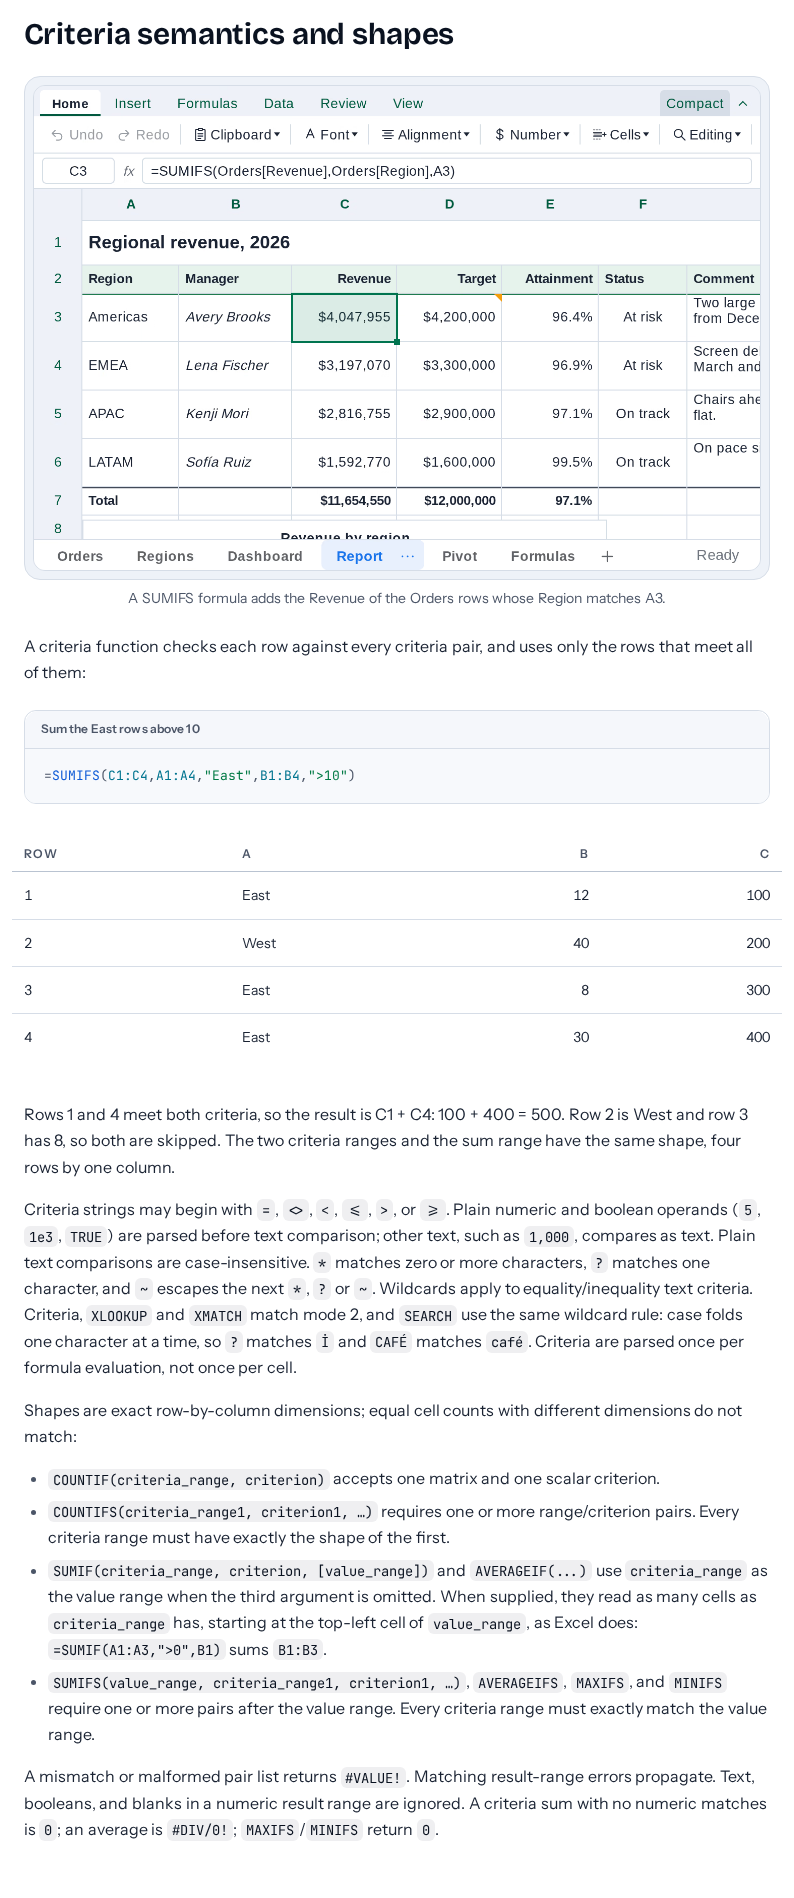 Criteria semantics and shapes
Home Insert Formulas Data Review View Compact
Undo Redo Clipboard Font Alignment $ Number Cells Editing
C3 fx =SUMIFS(Orders[Revenue],Orders[Region],A3)
A B C D E F
1 Regional revenue, 2026
2 Region Manager Revenue Target Attainment Status Comment
3 Americas Avery Brooks $4,047,955 $4,200,000 96.4% At risk Two large
from Dece
4 EMEA Lena Fischer $3,197,070 $3,300,000 96.9% At risk Screen de
March and
5 APAC Kenji Mori $2,816,755 $2,900,000 97.1% On track Chairs ahe
flat.
6 LATAM Sofía Ruiz $1,592,770 $1,600,000 99.5% On track On pace s
7 Total $11,654,550 $12,000,000 97.1%
8 Revenue by region
Orders Regions Dashboard Report ··· Pivot Formulas + Ready
A SUMIFS formula adds the Revenue of the Orders rows whose Region matches A3.
A criteria function checks each row against every criteria pair, and uses only the rows that meet all
of them:
Sum the East rows above 10
=SUMIFS(C1:C4,A1:A4,"East",B1:B4,">10")
ROW A B C
1 East 12 100
2 West 40 200
3 East 8 300
4 East 30 400
Rows 1 and 4 meet both criteria, so the result is C1 + C4: 100 + 400 = 500. Row 2 is West and row 3
has 8, so both are skipped. The two criteria ranges and the sum range have the same shape, four
rows by one column.
Criteria strings may begin with =, <>, <, <=, >, or >=. Plain numeric and boolean operands (5,
1e3, TRUE) are parsed before text comparison; other text, such as 1,000, compares as text. Plain
text comparisons are case-insensitive. * matches zero or more characters, ? matches one
character, and ~ escapes the next *, ? or ~. Wildcards apply to equality/inequality text criteria.
Criteria, XLOOKUP and XMATCH match mode 2, and SEARCH use the same wildcard rule: case folds
one character at a time, so ? matches İ and CAFÉ matches café. Criteria are parsed once per
formula evaluation, not once per cell.
Shapes are exact row-by-column dimensions; equal cell counts with different dimensions do not
match:
• COUNTIF(criteria_range, criterion) accepts one matrix and one scalar criterion.
• COUNTIFS(criteria_range1, criterion1, …) requires one or more range/criterion pairs. Every
criteria range must have exactly the shape of the first.
• SUMIF(criteria_range, criterion, [value_range]) and AVERAGEIF(...) use criteria_range as
the value range when the third argument is omitted. When supplied, they read as many cells as
criteria_range has, starting at the top-left cell of value_range, as Excel does:
=SUMIF(A1:A3,">0",B1) sums B1:B3.
• SUMIFS(value_range, criteria_range1, criterion1, …), AVERAGEIFS, MAXIFS, and MINIFS
require one or more pairs after the value range. Every criteria range must exactly match the value
range.
A mismatch or malformed pair list returns #VALUE!. Matching result-range errors propagate. Text,
booleans, and blanks in a numeric result range are ignored. A criteria sum with no numeric matches
is 0; an average is #DIV/0!; MAXIFS/MINIFS return 0.